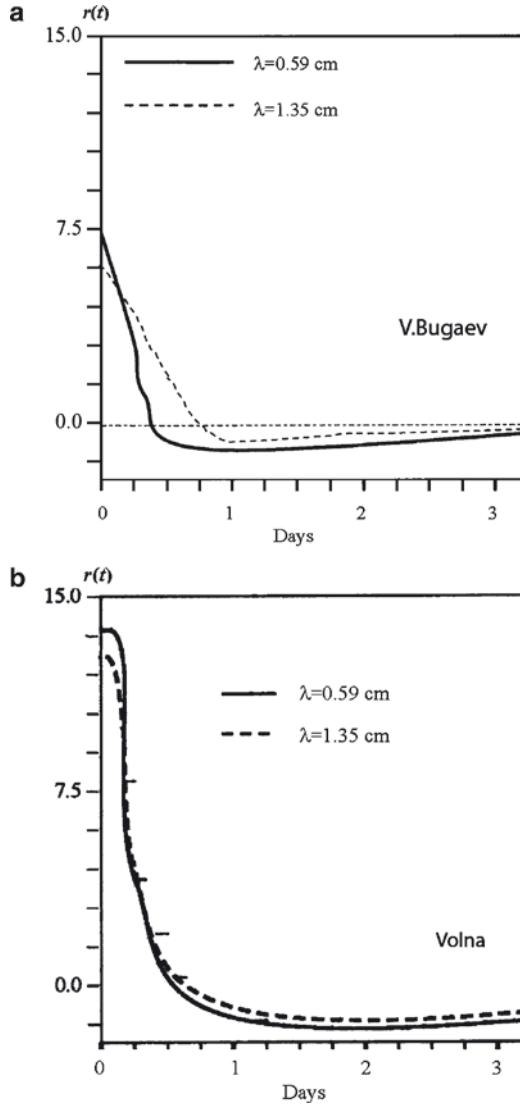 a
r(t)
15.0
λ=0.59 cm
λ=1.35 cm
7.5
V.Bugaev
0.0
0 1 2 3
Days
b
r(t)
15.0
λ=0.59 cm
λ=1.35 cm
7.5
Volna
0.0
0 1 2 3
Days